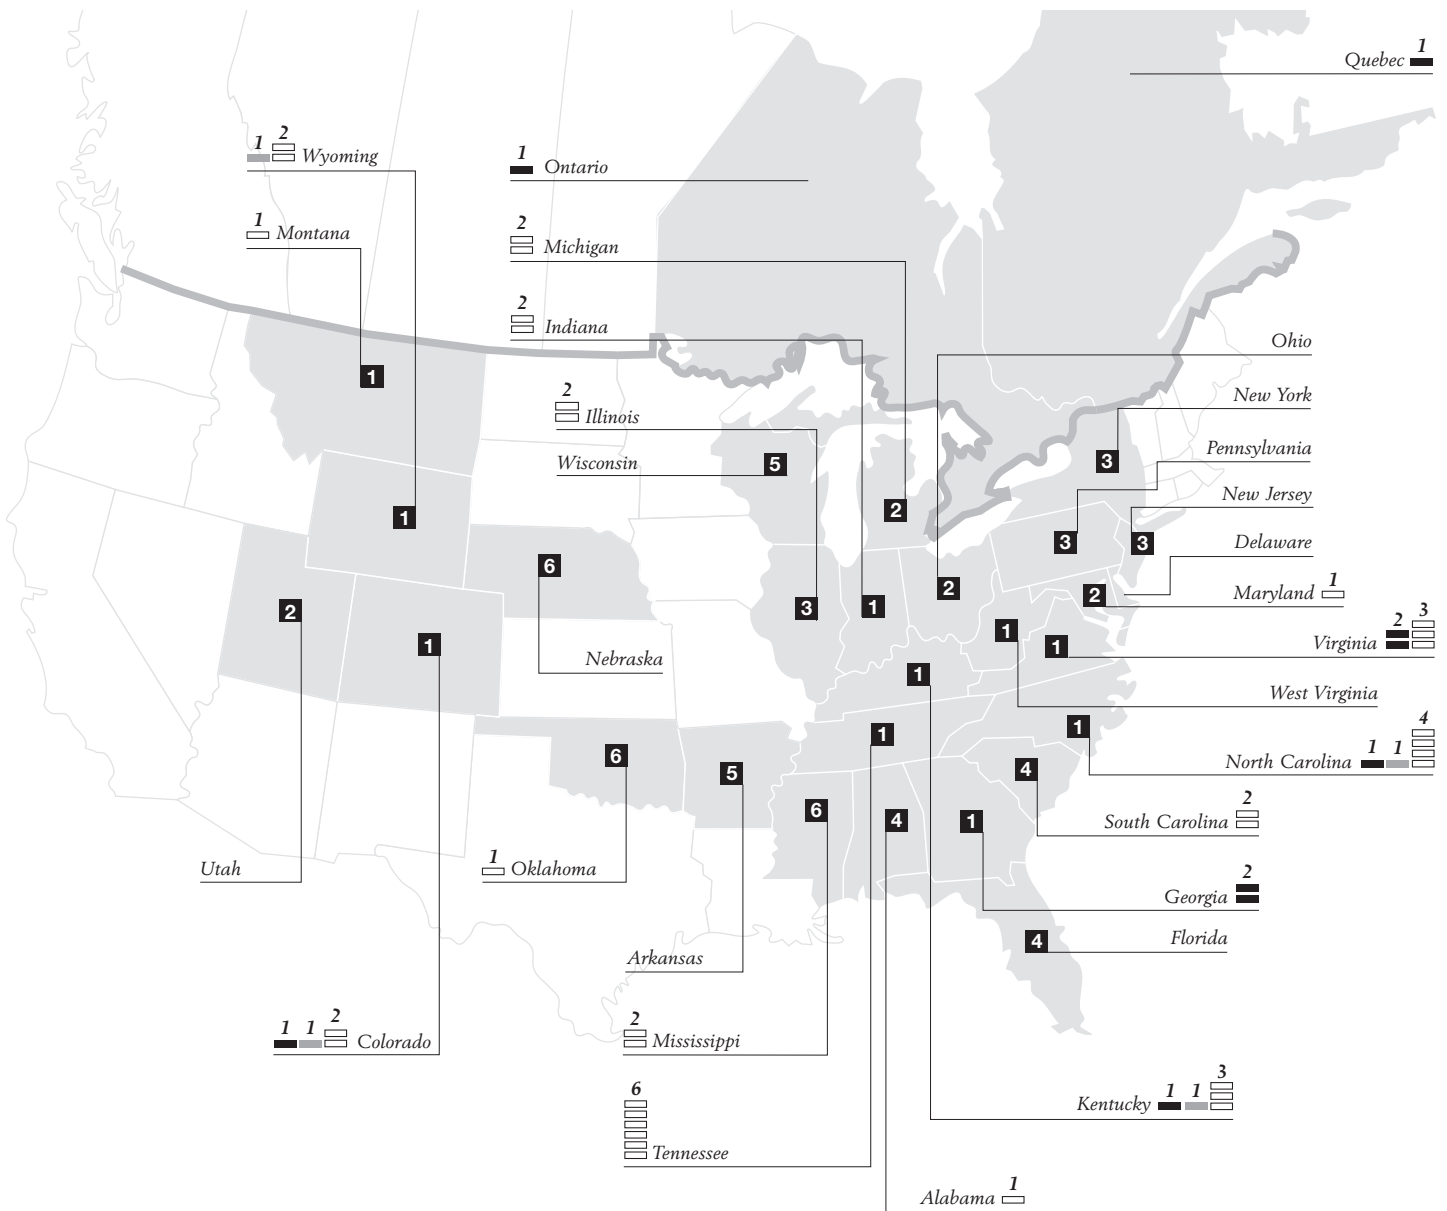 1
Quebec
1 2
Wyoming
1
Ontario
1
Montana
2
Michigan
2
Indiana
Ohio
1
2
Illinois
New York
Wisconsin
5
3
Pennsylvania
New Jersey
1
2
3
3
Delaware
6
2
3
1
2
2
Maryland
1
1
1
2 3
Virginia
1
Nebraska
1
West Virginia
6
1
1
4
1 1
North Carolina
5
4
6
4
1
2
South Carolina
Utah
1
Oklahoma
2
Georgia
4
Florida
Arkansas
1 1 2
Colorado
2
Mississippi
3
1 1
Kentucky
6
Tennessee
1
Alabama